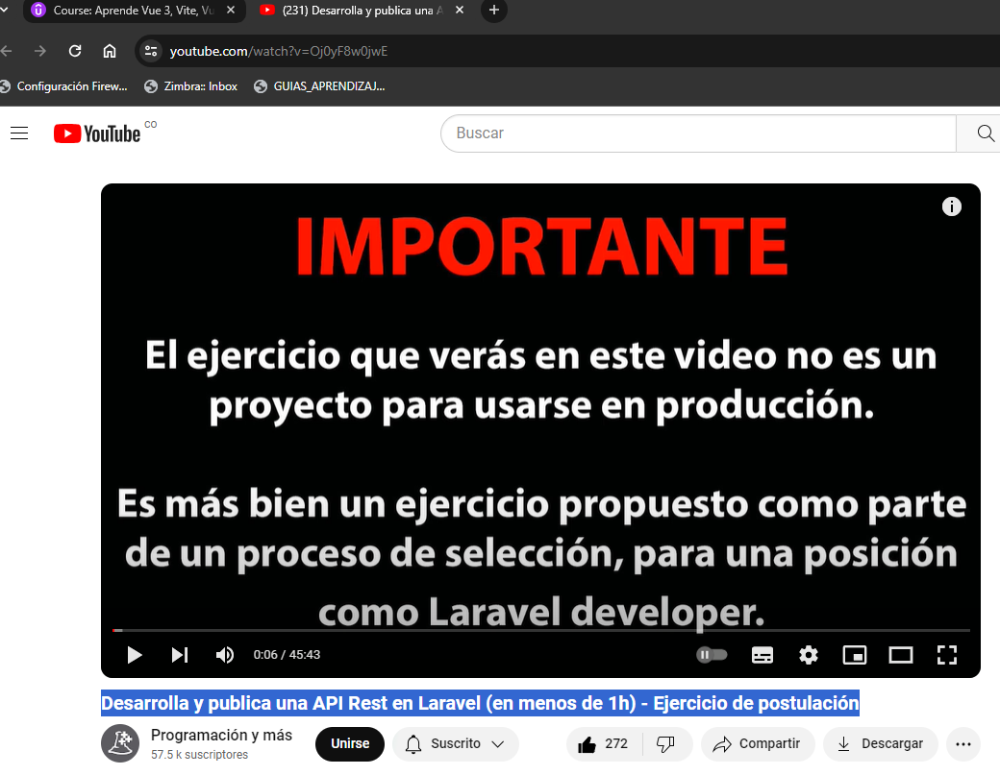 Course: Aprende Vue 3, Vite, Vu
(231) Desarrolla y publica una A
youtube.com/watch?v=Oj0yF8w0jwE
Configuración Firew...
Zimbra:: Inbox
GUIAS_APRENDIZAJ...
YouTube CO
Buscar
IMPORTANTE
El ejercicio que verás en este video no es un
proyecto para usarse en producción.
Es más bien un ejercicio propuesto como parte
de un proceso de selección, para una posición
como Laravel developer.
0:06 / 45:43
Desarrolla y publica una API Rest en Laravel (en menos de 1h) - Ejercicio de postulación
Programación y más
57.5 k suscriptores
Unirse
Suscrito
272
Compartir
Descargar